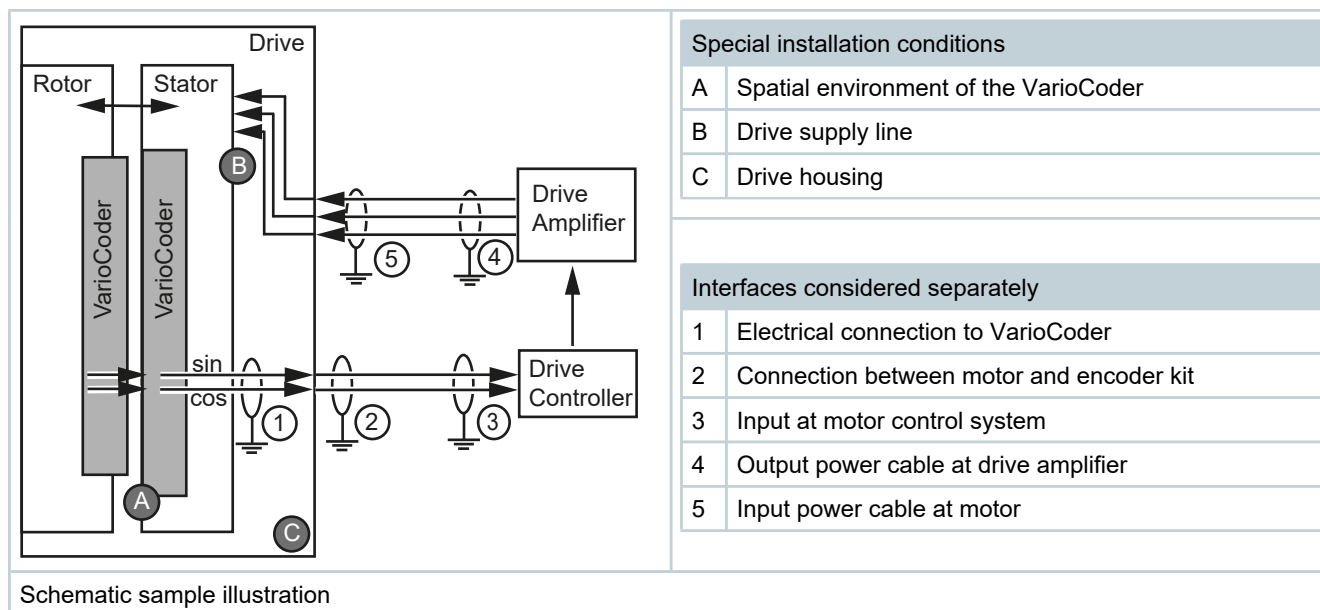 Drive
Rotor
Stator
VarioCoder
VarioCoder
B
Drive
Amplifier
5
4
sin
cos
Drive
Controller
1
2
3
A
C
Special installation conditions
A Spatial environment of the VarioCoder
B Drive supply line
C Drive housing
Interfaces considered separately
1 Electrical connection to VarioCoder
2 Connection between motor and encoder kit
3 Input at motor control system
4 Output power cable at drive amplifier
5 Input power cable at motor
Schematic sample illustration